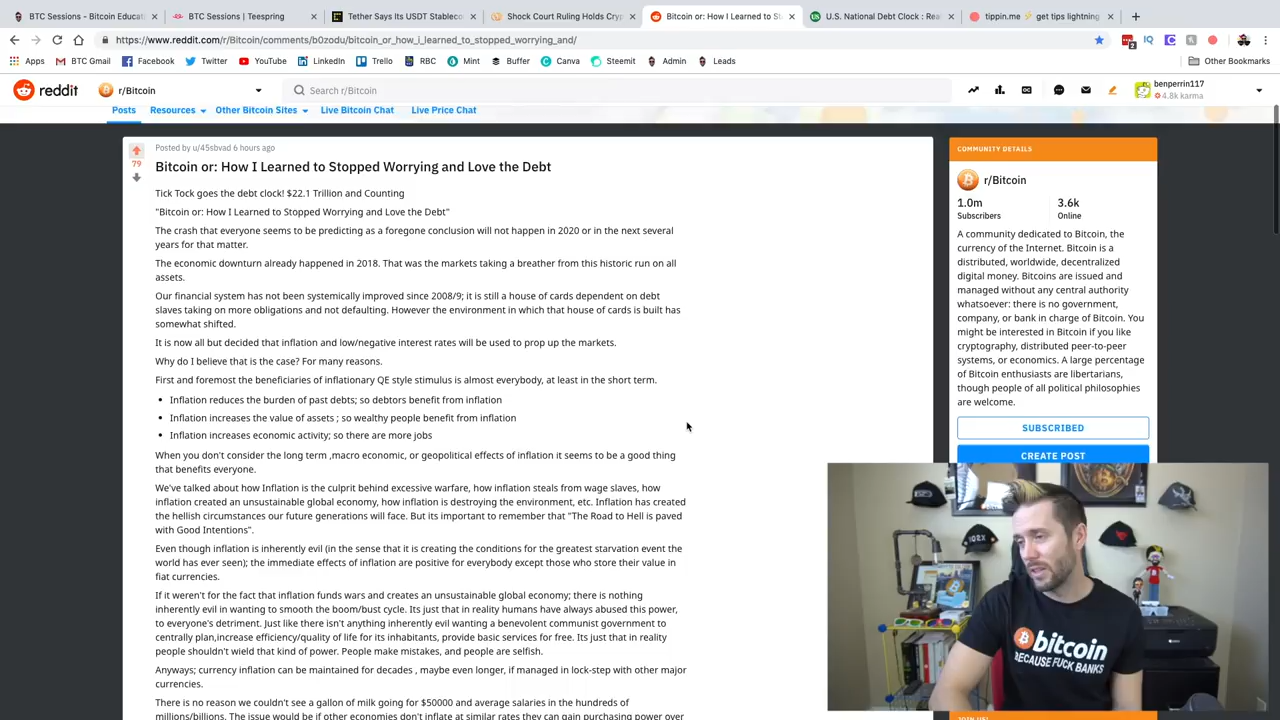 BTC Sessions - Bitcoin Educati
BTC Sessions | Teespring
Tether Says Its USDT Stablec
Shock Court Ruling Holds Cryp
Bitcoin or: How I Learned to St
U.S. National Debt Clock : Rea
tippin.me ⚡ get tips lightning
https://www.reddit.com/r/Bitcoin/comments/b0zodu/bitcoin_or_how_i_learned_to_stopped_worrying_and/
Apps
BTC Gmail
Facebook
Twitter
YouTube
LinkedIn
Trello
RBC
Mint
Buffer
Canva
Steemit
Admin
Leads
Other Bookmarks
reddit
r/Bitcoin
Search r/Bitcoin
benperrin117
4.8k karma
Posts
Resources
Other Bitcoin Sites
Live Bitcoin Chat
Live Price Chat
79
Posted by u/45sbvad 6 hours ago
Bitcoin or: How I Learned to Stopped Worrying and Love the Debt
Tick Tock goes the debt clock! $22.1 Trillion and Counting
"Bitcoin or: How I Learned to Stopped Worrying and Love the Debt"
The crash that everyone seems to be predicting as a foregone conclusion will not happen in 2020 or in the next several
years for that matter.
The economic downturn already happened in 2018. That was the markets taking a breather from this historic run on all
assets.
Our financial system has not been systemically improved since 2008/9; it is still a house of cards dependent on debt
slaves taking on more obligations and not defaulting. However the environment in which that house of cards is built has
somewhat shifted.
It is now all but decided that inflation and low/negative interest rates will be used to prop up the markets.
Why do I believe that is the case? For many reasons.
First and foremost the beneficiaries of inflationary QE style stimulus is almost everybody, at least in the short term.
• Inflation reduces the burden of past debts; so debtors benefit from inflation
• Inflation increases the value of assets ; so wealthy people benefit from inflation
• Inflation increases economic activity; so there are more jobs
When you don't consider the long term ,macro economic, or geopolitical effects of inflation it seems to be a good thing
that benefits everyone.
We've talked about how Inflation is the culprit behind excessive warfare, how inflation steals from wage slaves, how
inflation created an unsustainable global economy, how inflation is destroying the environment, etc. Inflation has created
the hellish circumstances our future generations will face. But its important to remember that "The Road to Hell is paved
with Good Intentions".
Even though inflation is inherently evil (in the sense that it is creating the conditions for the greatest starvation event the
world has ever seen); the immediate effects of inflation are positive for everybody except those who store their value in
fiat currencies.
If it weren't for the fact that inflation funds wars and creates an unsustainable global economy; there is nothing
inherently evil in wanting to smooth the boom/bust cycle. Its just that in reality humans have always abused this power,
to everyone's detriment. Just like there isn't anything inherently evil wanting a benevolent communist government to
centrally plan,increase efficiency/quality of life for its inhabitants, provide basic services for free. Its just that in reality
people shouldn't wield that kind of power. People make mistakes, and people are selfish.
Anyways; currency inflation can be maintained for decades , maybe even longer, if managed in lock-step with other major
currencies.
There is no reason we couldn't see a gallon of milk going for $50000 and average salaries in the hundreds of
millions/billions. The issue would be if other economies don't inflate at similar rates they can gain purchasing power over
COMMUNITY DETAILS
r/Bitcoin
1.0m
3.6k
Subscribers
Online
A community dedicated to Bitcoin, the
currency of the Internet. Bitcoin is a
distributed, worldwide, decentralized
digital money. Bitcoins are issued and
managed without any central authority
whatsoever: there is no government,
company, or bank in charge of Bitcoin. You
might be interested in Bitcoin if you like
cryptography, distributed peer-to-peer
systems, or economics. A large percentage
of Bitcoin enthusiasts are libertarians,
though people of all political philosophies
are welcome.
SUBSCRIBED
CREATE POST
bitcoin
BECAUSE FUCK BANKS